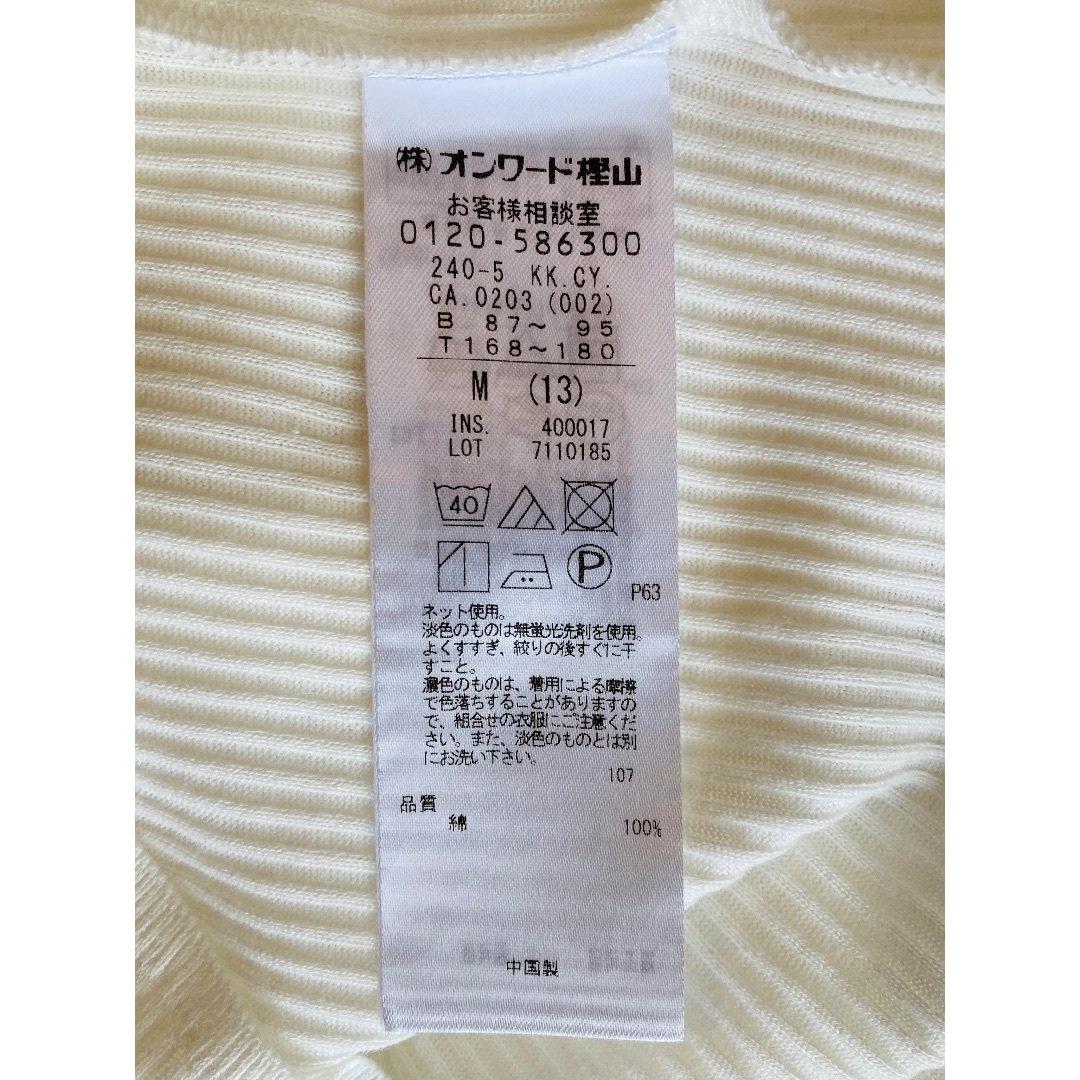 ㈱オンワード樫山
お客様相談室
0120-586300
240-5 KK.CY.
CA.0203 (002)
B 87〜 95
T168〜180
M (13)
INS. 400017
LOT 7110185
40
P
P63
ネット使用。
淡色のものは無蛍光洗剤を使用。
よくすすぎ、絞りの後すぐに干
すこと。
濃色のものは、着用による摩擦
で色落ちすることがありますの
で、組合せの衣服にご注意くだ
さい。また、淡色のものとは別
にお洗い下さい。
107
品質
綿 100%
中国製